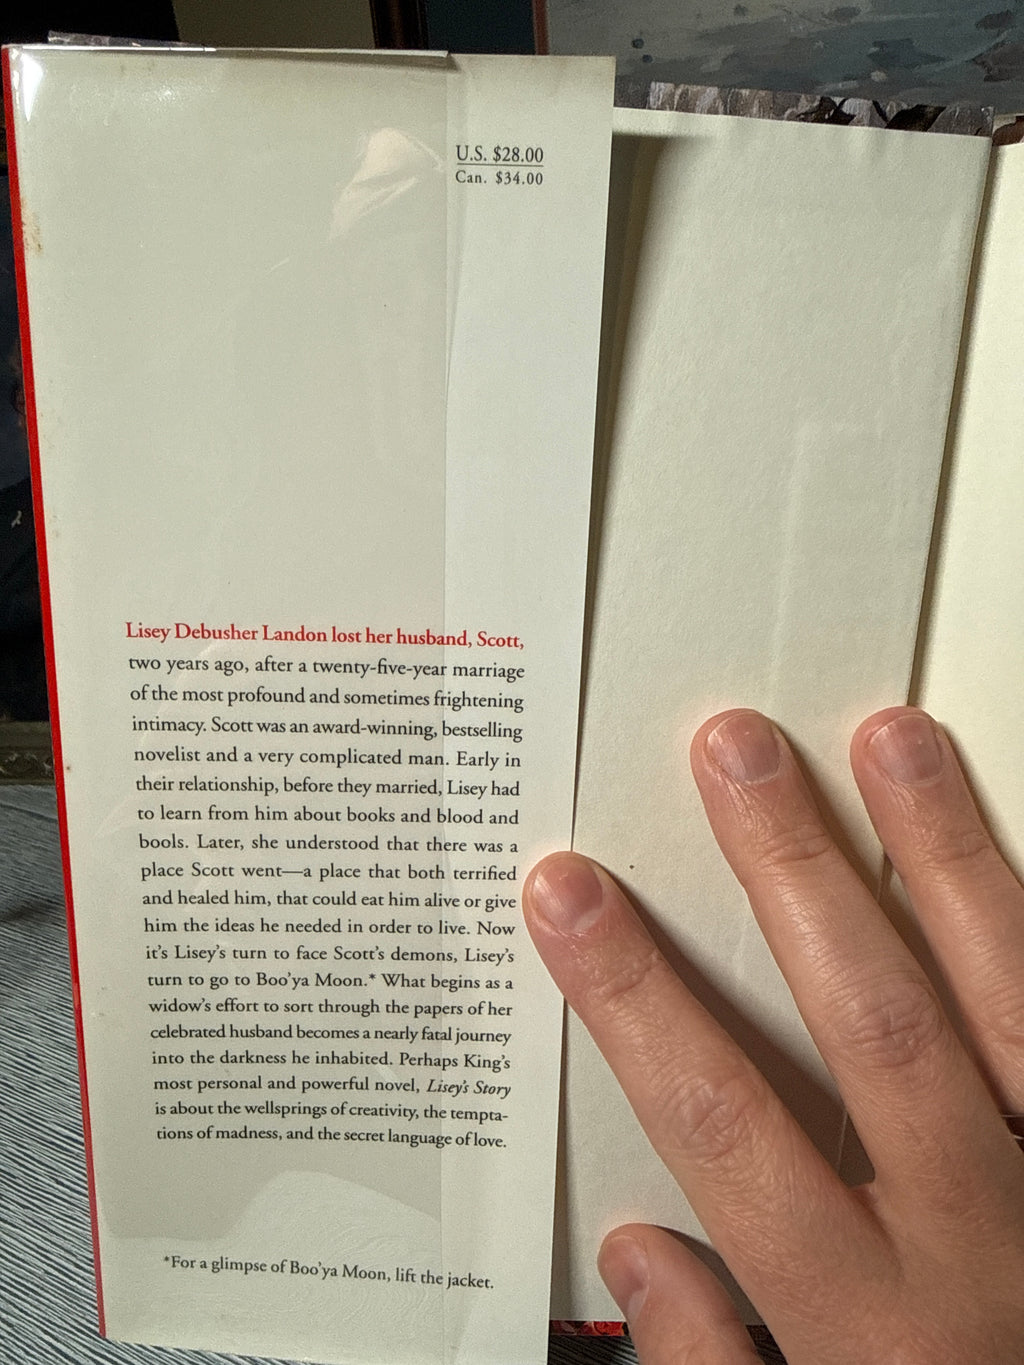 U.S. $28.00
Can. $34.00
Lisey Debusher Landon lost her husband, Scott,
two years ago, after a twenty-five-year marriage
of the most profound and sometimes frightening
intimacy. Scott was an award-winning, bestselling
novelist and a very complicated man. Early in
their relationship, before they married, Lisey had
to learn from him about books and blood and
bools. Later, she understood that there was a
place Scott went—a place that both terrified
and healed him, that could eat him alive or give
him the ideas he needed in order to live. Now
it's Lisey's turn to face Scott's demons, Lisey's
turn to go to Boo'ya Moon.* What begins as a
widow's effort to sort through the papers of her
celebrated husband becomes a nearly fatal journey
into the darkness he inhabited. Perhaps King's
most personal and powerful novel, Lisey's Story
is about the wellsprings of creativity, the tempta-
tions of madness, and the secret language of love.
*For a glimpse of Boo'ya Moon, lift the jacket.